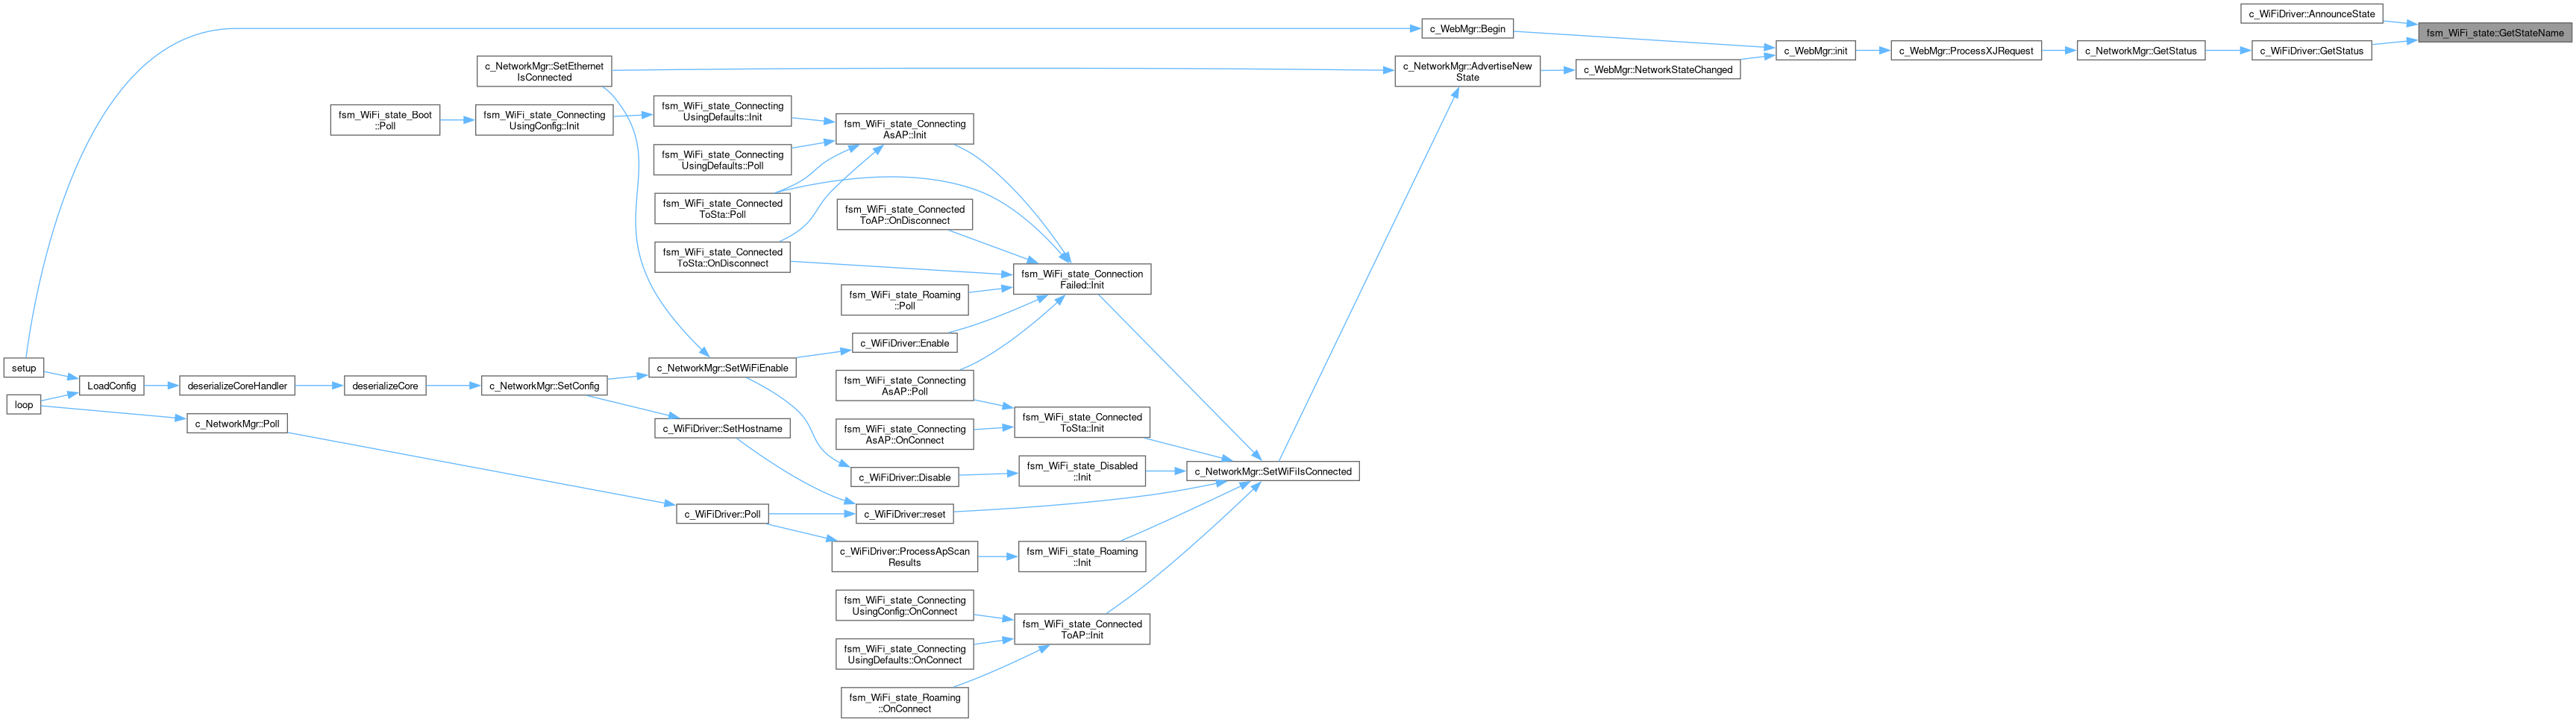 c_WiFiDriver::AnnounceState
fsm_WiFi_state::GetStateName
c_WebMgr::Begin
c_WebMgr::init
c_WebMgr::ProcessXJRequest
c_NetworkMgr::GetStatus
c_WiFiDriver::GetStatus
c_NetworkMgr::SetEthernet
IsConnected
c_NetworkMgr::AdvertiseNew
State
c_WebMgr::NetworkStateChanged
fsm_WiFi_state_Boot
::Poll
fsm_WiFi_state_Connecting
UsingConfig::Init
fsm_WiFi_state_Connecting
UsingDefaults::Init
fsm_WiFi_state_Connecting
AsAP::Init
fsm_WiFi_state_Connecting
UsingDefaults::Poll
fsm_WiFi_state_Connected
ToSta::Poll
fsm_WiFi_state_Connected
ToAP::OnDisconnect
fsm_WiFi_state_Connected
ToSta::OnDisconnect
fsm_WiFi_state_Connection
Failed::Init
fsm_WiFi_state_Roaming
::Poll
c_WiFiDriver::Enable
setup
LoadConfig
deserializeCoreHandler
deserializeCore
c_NetworkMgr::SetConfig
c_NetworkMgr::SetWiFiEnable
fsm_WiFi_state_Connecting
AsAP::Poll
loop
c_NetworkMgr::Poll
c_WiFiDriver::SetHostname
fsm_WiFi_state_Connecting
AsAP::OnConnect
fsm_WiFi_state_Connected
ToSta::Init
c_WiFiDriver::Disable
fsm_WiFi_state_Disabled
::Init
c_NetworkMgr::SetWiFiIsConnected
c_WiFiDriver::Poll
c_WiFiDriver::reset
c_WiFiDriver::ProcessApScan
Results
fsm_WiFi_state_Roaming
::Init
fsm_WiFi_state_Connecting
UsingConfig::OnConnect
fsm_WiFi_state_Connected
ToAP::Init
fsm_WiFi_state_Connecting
UsingDefaults::OnConnect
fsm_WiFi_state_Roaming
::OnConnect